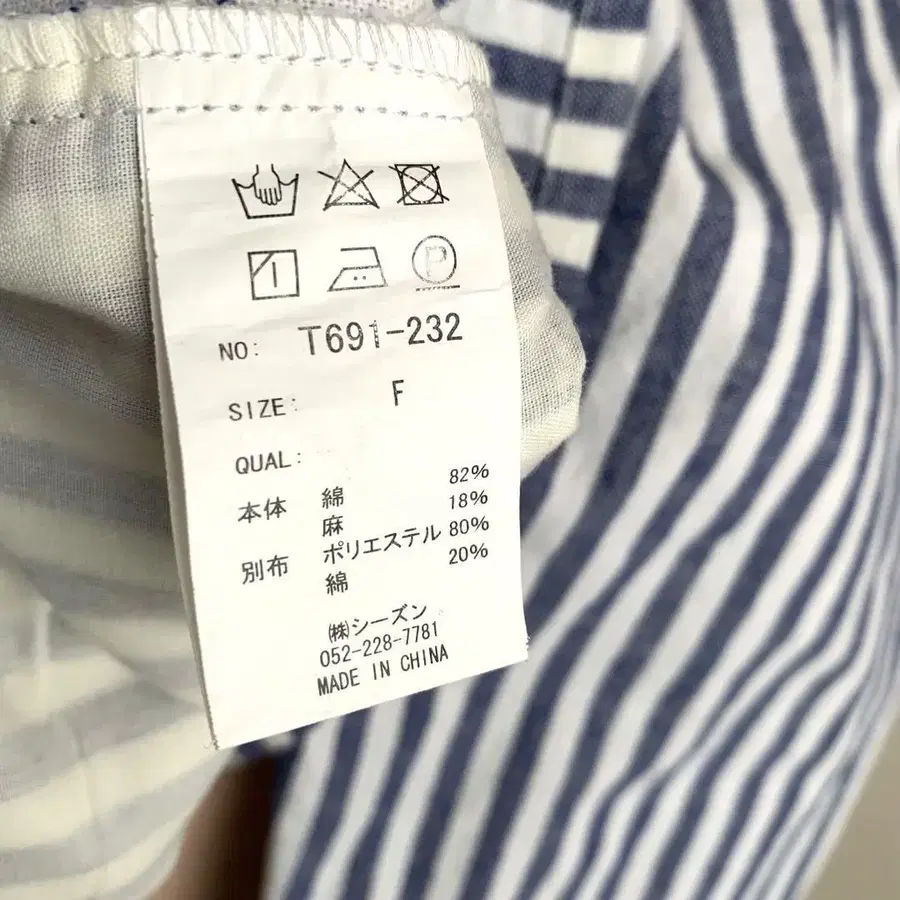 P
NO: T691-232
SIZE: F
QUAL:
本体 綿 82%
麻 18%
別布 ポリエステル 80%
綿 20%
㈱シーズン
052-228-7781
MADE IN CHINA